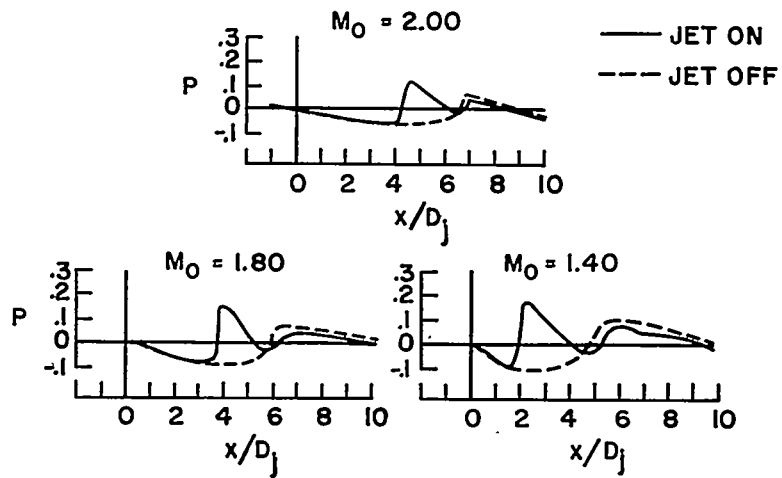 M₀ = 2.00
JET ON
JET OFF
P
.3
.2
.1
0
-.1
0 2 4 6 8 10
x/Dⱼ
M₀ = 1.80
P
.3
.2
.1
0
-.1
0 2 4 6 8 10
x/Dⱼ
M₀ = 1.40
.3
.2
.1
0
-.1
0 2 4 6 8 10
x/Dⱼ